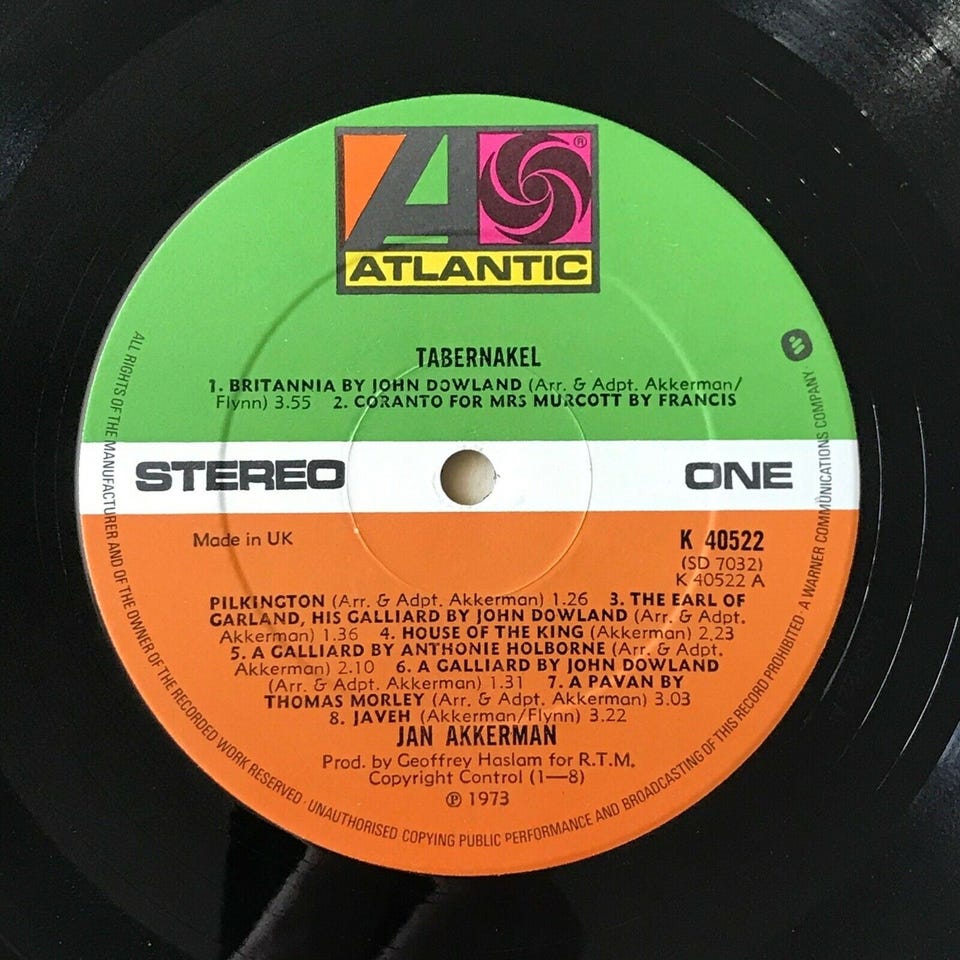 A ®
ATLANTIC
TABERNAKEL
1. BRITANNIA BY JOHN DOWLAND (Arr. & Adpt. Akkerman/
Flynn) 3.55 2. CORANTO FOR MRS MURCOTT BY FRANCIS
STEREO ONE
Made in UK
K 40522
(SD 7032)
K 40522 A
PILKINGTON (Arr. & Adpt. Akkerman) 1.26 3. THE EARL OF
GARLAND, HIS GALLIARD BY JOHN DOWLAND (Arr. & Adpt.
Akkerman) 1.36 4. HOUSE OF THE KING (Akkerman) 2,23
5. A GALLIARD BY ANTHONIE HOLBORNE (Arr. & Adpt.
Akkerman) 2.10 6. A GALLIARD BY JOHN DOWLAND
(Arr. & Adpt. Akkerman) 1.31 7. A PAVAN BY
THOMAS MORLEY (Arr. & Adpt. Akkerman) 3.03
8. JAVEH (Akkerman/Flynn) 3.22
JAN AKKERMAN
Prod. by Geoffrey Haslam for R.T.M.
Copyright Control (1—8)
℗ 1973
ALL RIGHTS OF THE MANUFACTURER AND OF THE OWNER OF THE RECORDED WORK RESERVED · UNAUTHORISED COPYING PUBLIC PERFORMANCE AND BROADCASTING OF THIS RECORD PROHIBITED · A WARNER COMMUNICATIONS COMPANY